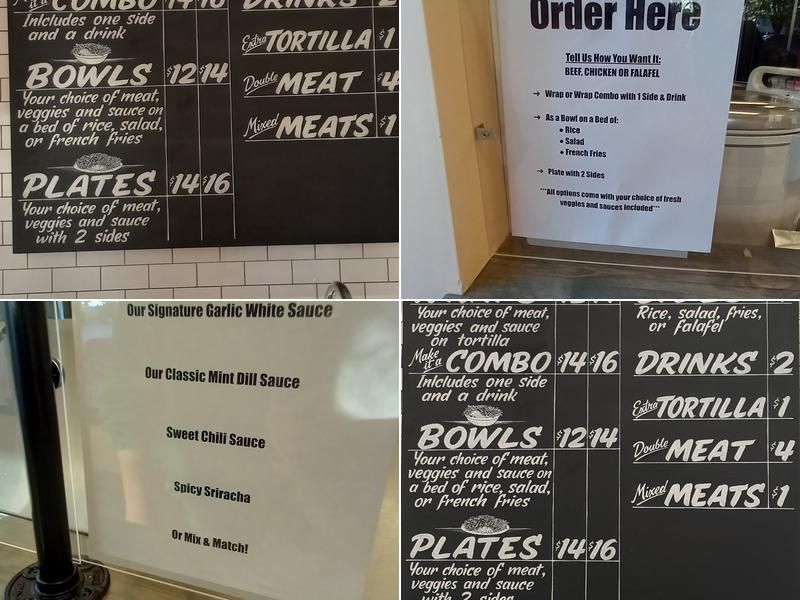 Make it a COMBO $14 $16
Inlcludes one side
and a drink
BOWLS $12 $14
Your choice of meat,
veggies and sauce on
a bed of rice, salad,
or french fries
PLATES $14 $16
Your choice of meat,
veggies and sauce
with 2 sides
DRINKS $2
Extra TORTILLA $1
Double MEAT $4
Mixed MEATS $1
Order Here
Tell Us How You Want It:
BEEF, CHICKEN OR FALAFEL
→ Wrap or Wrap Combo with 1 Side & Drink
→ As a Bowl on a Bed of:
• Rice
• Salad
• French Fries
→ Plate with 2 Sides
***All options come with your choice of fresh
veggies and sauces included***
Our Signature Garlic White Sauce
Our Classic Mint Dill Sauce
Sweet Chili Sauce
Spicy Sriracha
Or Mix & Match!
Your choice of meat,
veggies and sauce
on tortilla
Make it a COMBO $14 $16
Inlcludes one side
and a drink
BOWLS $12 $14
Your choice of meat,
veggies and sauce on
a bed of rice, salad,
or french fries
PLATES $14 $16
Your choice of meat,
veggies and sauce
with 2 sides
Rice, salad, fries,
or falafel
DRINKS $2
Extra TORTILLA $1
Double MEAT $4
Mixed MEATS $1